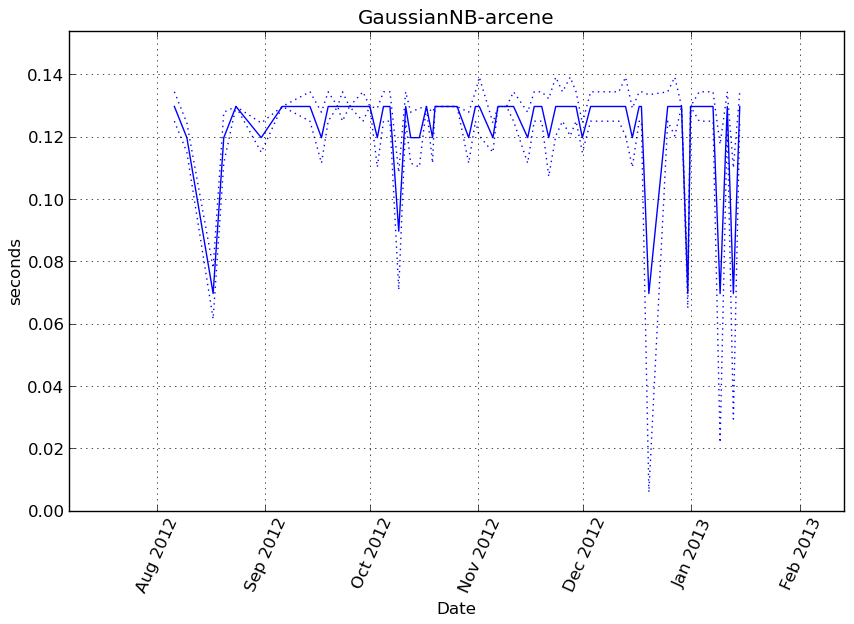 GaussianNB-arcene
0.14
0.12
0.10
0.08
0.06
0.04
0.02
0.00
seconds
Aug 2012
Sep 2012
Oct 2012
Nov 2012
Dec 2012
Jan 2013
Feb 2013
Date